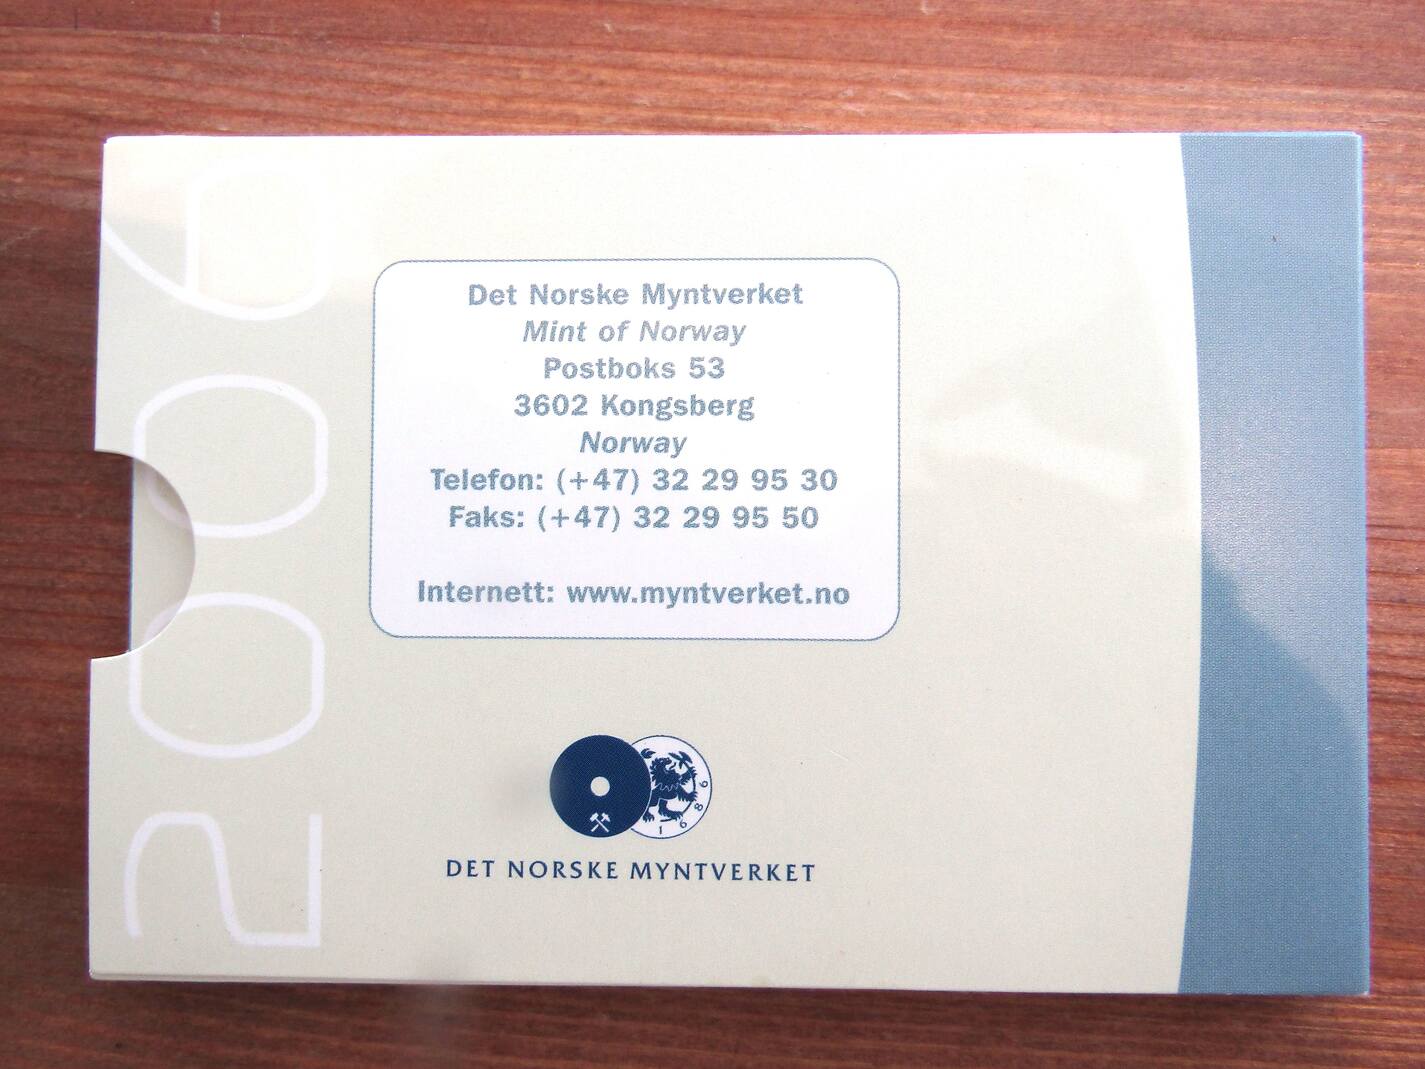 2006
Det Norske Myntverket
Mint of Norway
Postboks 53
3602 Kongsberg
Norway
Telefon: (+47) 32 29 95 30
Faks: (+47) 32 29 95 50
Internett: www.myntverket.no
1686
DET NORSKE MYNTVERKET